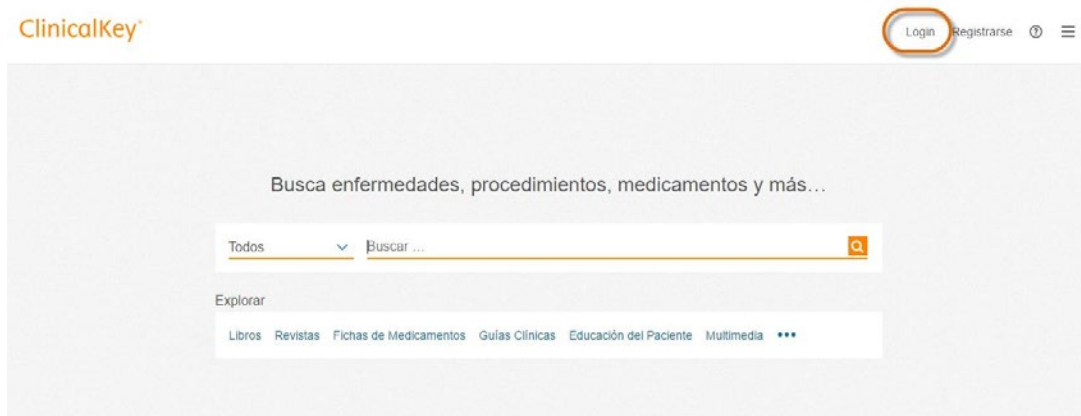 ClinicalKey®
Login Registrarse ?
Busca enfermedades, procedimientos, medicamentos y más...
Todos Buscar ...
Explorar
Libros Revistas Fichas de Medicamentos Guías Clínicas Educación del Paciente Multimedia •••